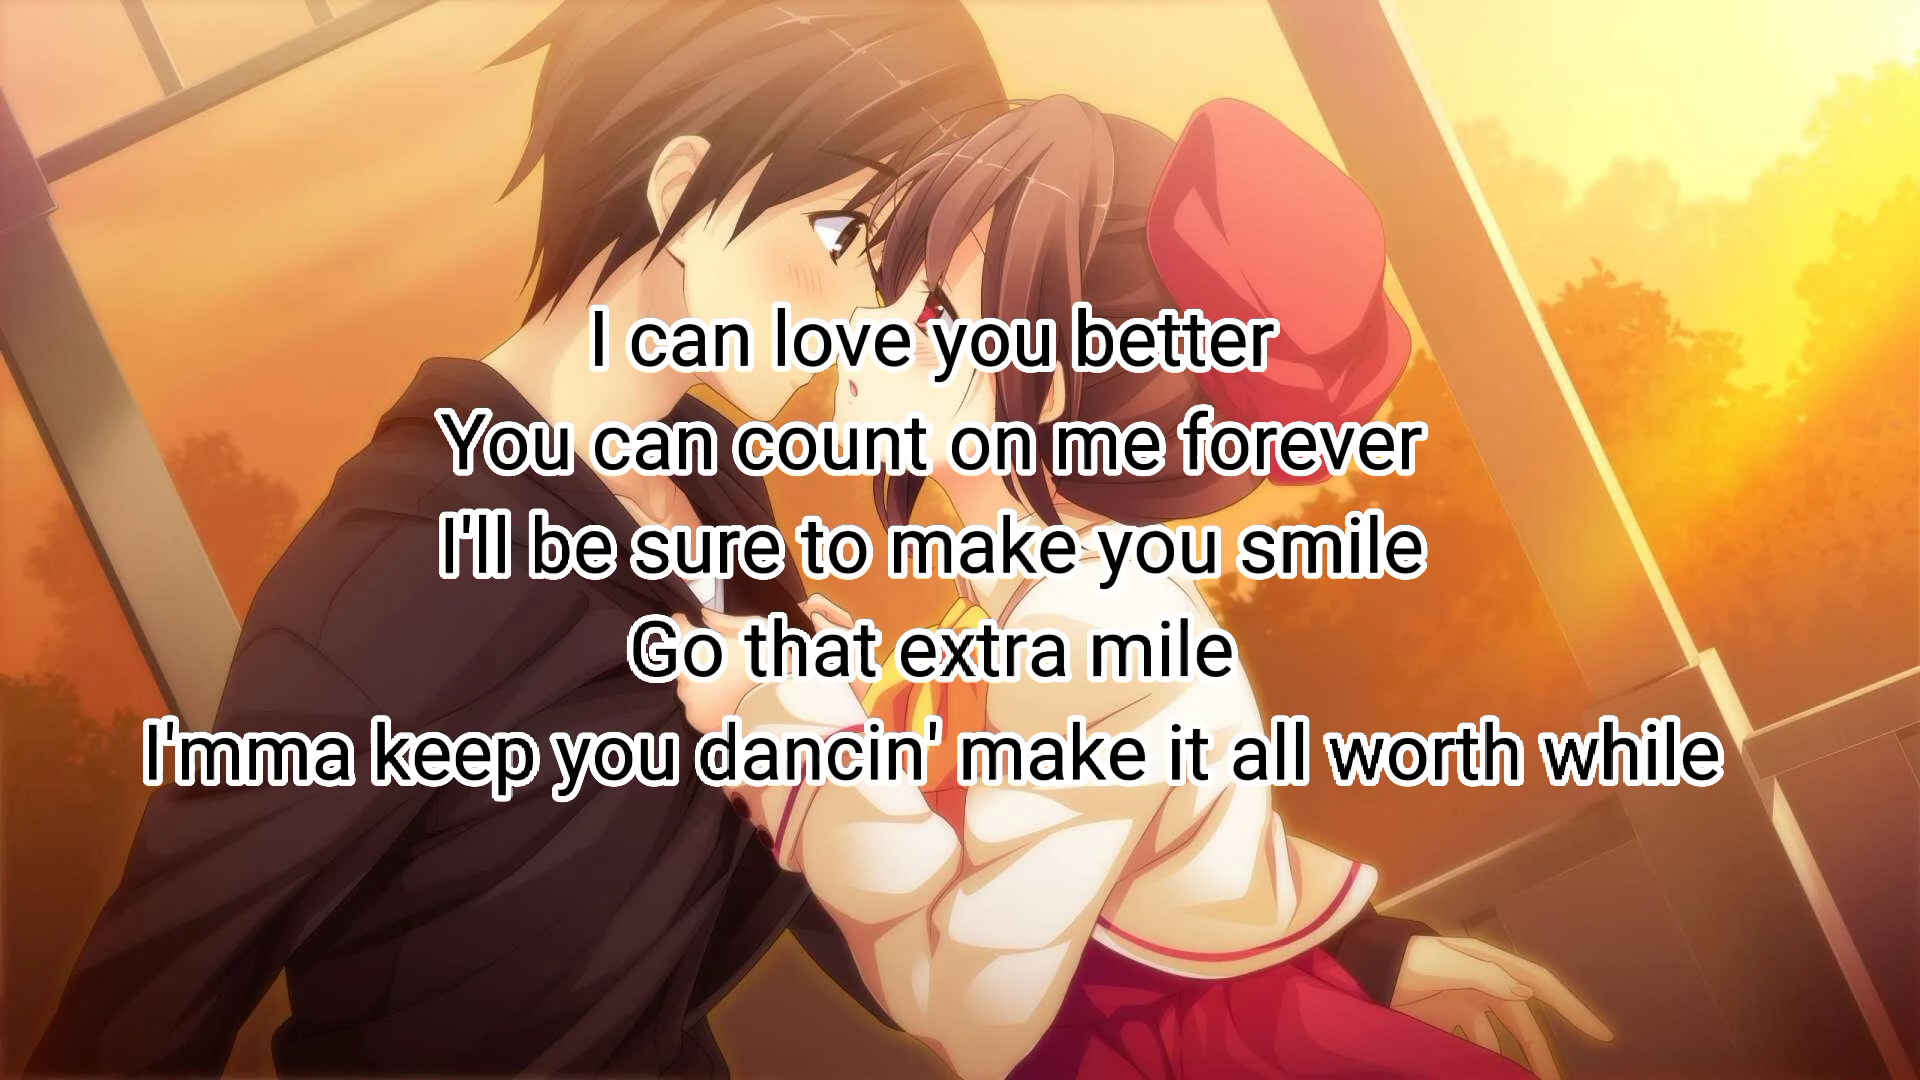 I can love you better
You can count on me forever
I'll be sure to make you smile
Go that extra mile
I'mma keep you dancin' make it all worth while